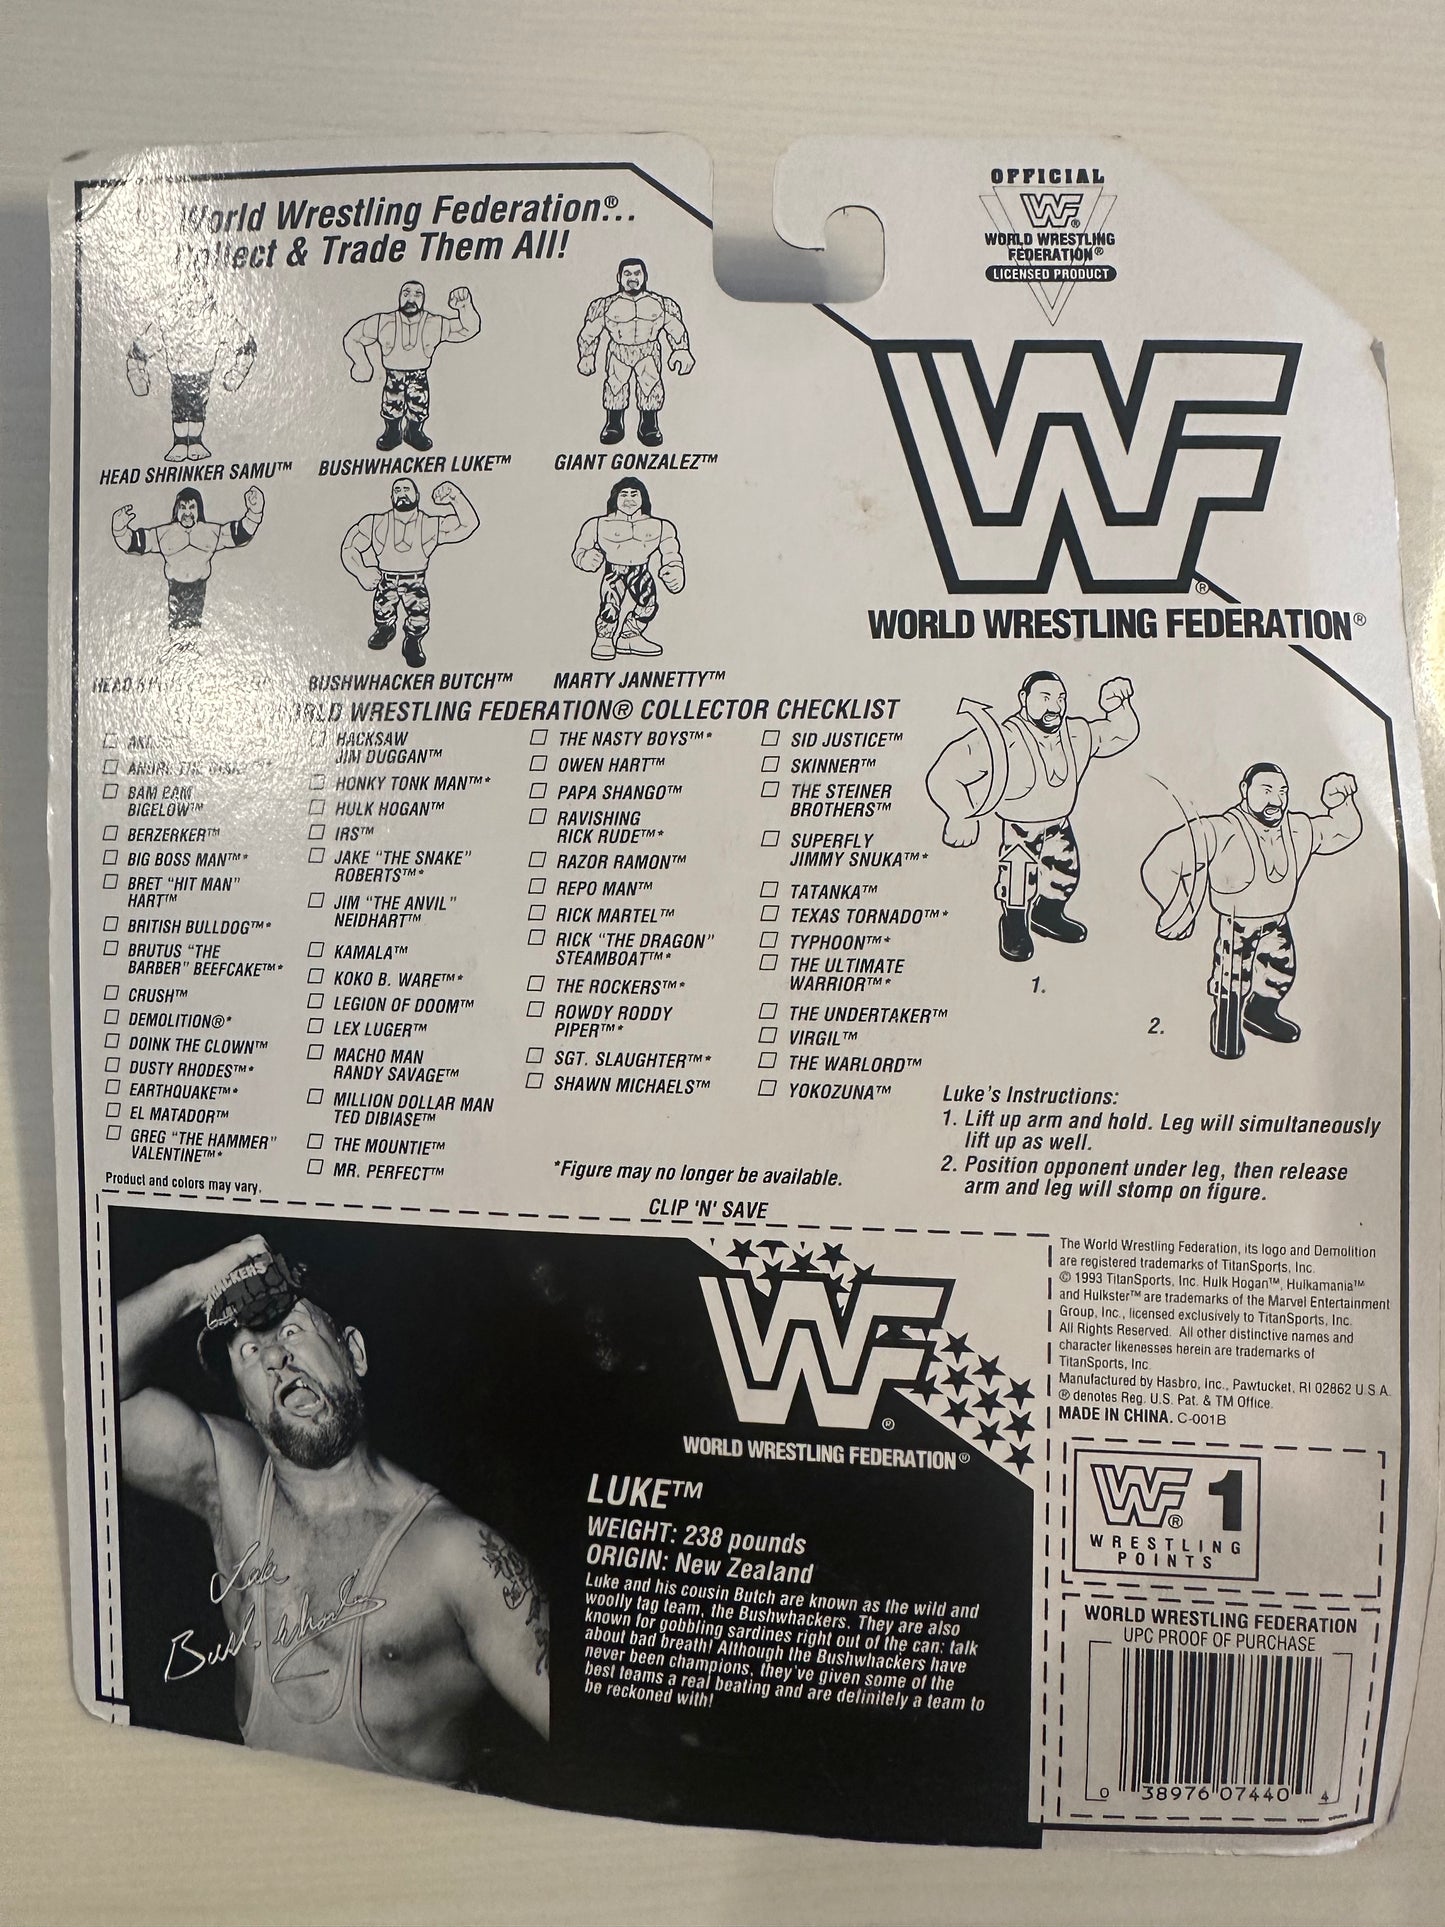 World Wrestling Federation®...
Collect & Trade Them All!
OFFICIAL
WF®
WORLD WRESTLING
FEDERATION®
LICENSED PRODUCT
WF®
WORLD WRESTLING FEDERATION®
HEAD SHRINKER SAMU™
BUSHWHACKER LUKE™
GIANT GONZALEZ™
HEAD
BUSHWHACKER BUTCH™
MARTY JANNETTY™
WORLD WRESTLING FEDERATION® COLLECTOR CHECKLIST
ANDRE THE
BAM BAM
BIGELOW™
BERZERKER™
BIG BOSS MAN™*
BRET "HIT MAN"
HART™
BRITISH BULLDOG™*
BRUTUS "THE
BARBER" BEEFCAKE™*
CRUSH™
DEMOLITION®*
DOINK THE CLOWN™
DUSTY RHODES™*
EARTHQUAKE™*
EL MATADOR™
GREG "THE HAMMER"
VALENTINE™*
HACKSAW
JIM DUGGAN™
HONKY TONK MAN™*
HULK HOGAN™
IRS™
JAKE "THE SNAKE"
ROBERTS™*
JIM "THE ANVIL"
NEIDHART™
KAMALA™
KOKO B. WARE™*
LEGION OF DOOM™
LEX LUGER™
MACHO MAN
RANDY SAVAGE™
MILLION DOLLAR MAN
TED DIBIASE™
THE MOUNTIE™
MR. PERFECT™
THE NASTY BOYS™*
OWEN HART™
PAPA SHANGO™
RAVISHING
RICK RUDE™*
RAZOR RAMON™
REPO MAN™
RICK MARTEL™
RICK "THE DRAGON"
STEAMBOAT™*
THE ROCKERS™*
ROWDY RODDY
PIPER™*
SGT. SLAUGHTER™*
SHAWN MICHAELS™
SID JUSTICE™
SKINNER™
THE STEINER
BROTHERS™
SUPERFLY
JIMMY SNUKA™*
TATANKA™
TEXAS TORNADO™*
TYPHOON™*
THE ULTIMATE
WARRIOR™*
THE UNDERTAKER™
VIRGIL™
THE WARLORD™
YOKOZUNA™
Product and colors may vary.
*Figure may no longer be available.
1.
2.
Luke's Instructions:
1. Lift up arm and hold. Leg will simultaneously
lift up as well.
2. Position opponent under leg, then release
arm and leg will stomp on figure.
CLIP 'N' SAVE
WF®
WORLD WRESTLING FEDERATION®
LUKE™
WEIGHT: 238 pounds
ORIGIN: New Zealand
Luke and his cousin Butch are known as the wild and
woolly tag team, the Bushwhackers. They are also
known for gobbling sardines right out of the can: talk
about bad breath! Although the Bushwhackers have
never been champions, they've given some of the
best teams a real beating and are definitely a team to
be reckoned with!
The World Wrestling Federation, its logo and Demolition
are registered trademarks of TitanSports, Inc.
© 1993 TitanSports, Inc. Hulk Hogan™, Hulkamania™
and Hulkster™ are trademarks of the Marvel Entertainment
Group, Inc., licensed exclusively to TitanSports, Inc.
All Rights Reserved. All other distinctive names and
character likenesses herein are trademarks of
TitanSports, Inc.
Manufactured by Hasbro, Inc., Pawtucket, RI 02862 U.S.A.
® denotes Reg. U.S. Pat. & TM Office.
MADE IN CHINA. C-001B
WF® 1
WRESTLING
POINTS
WORLD WRESTLING FEDERATION
UPC PROOF OF PURCHASE
0 38976 07440 4